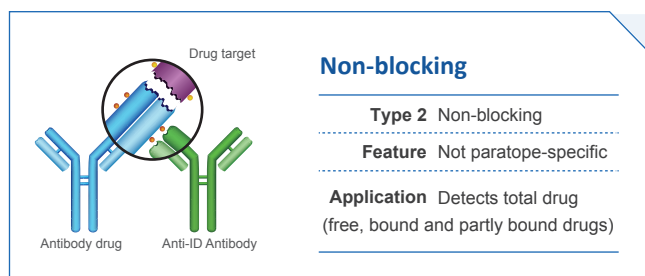 Drug target
Antibody drug
Anti-ID Antibody
Non-blocking
Type 2 Non-blocking
Feature Not paratope-specific
Application Detects total drug
(free, bound and partly bound drugs)